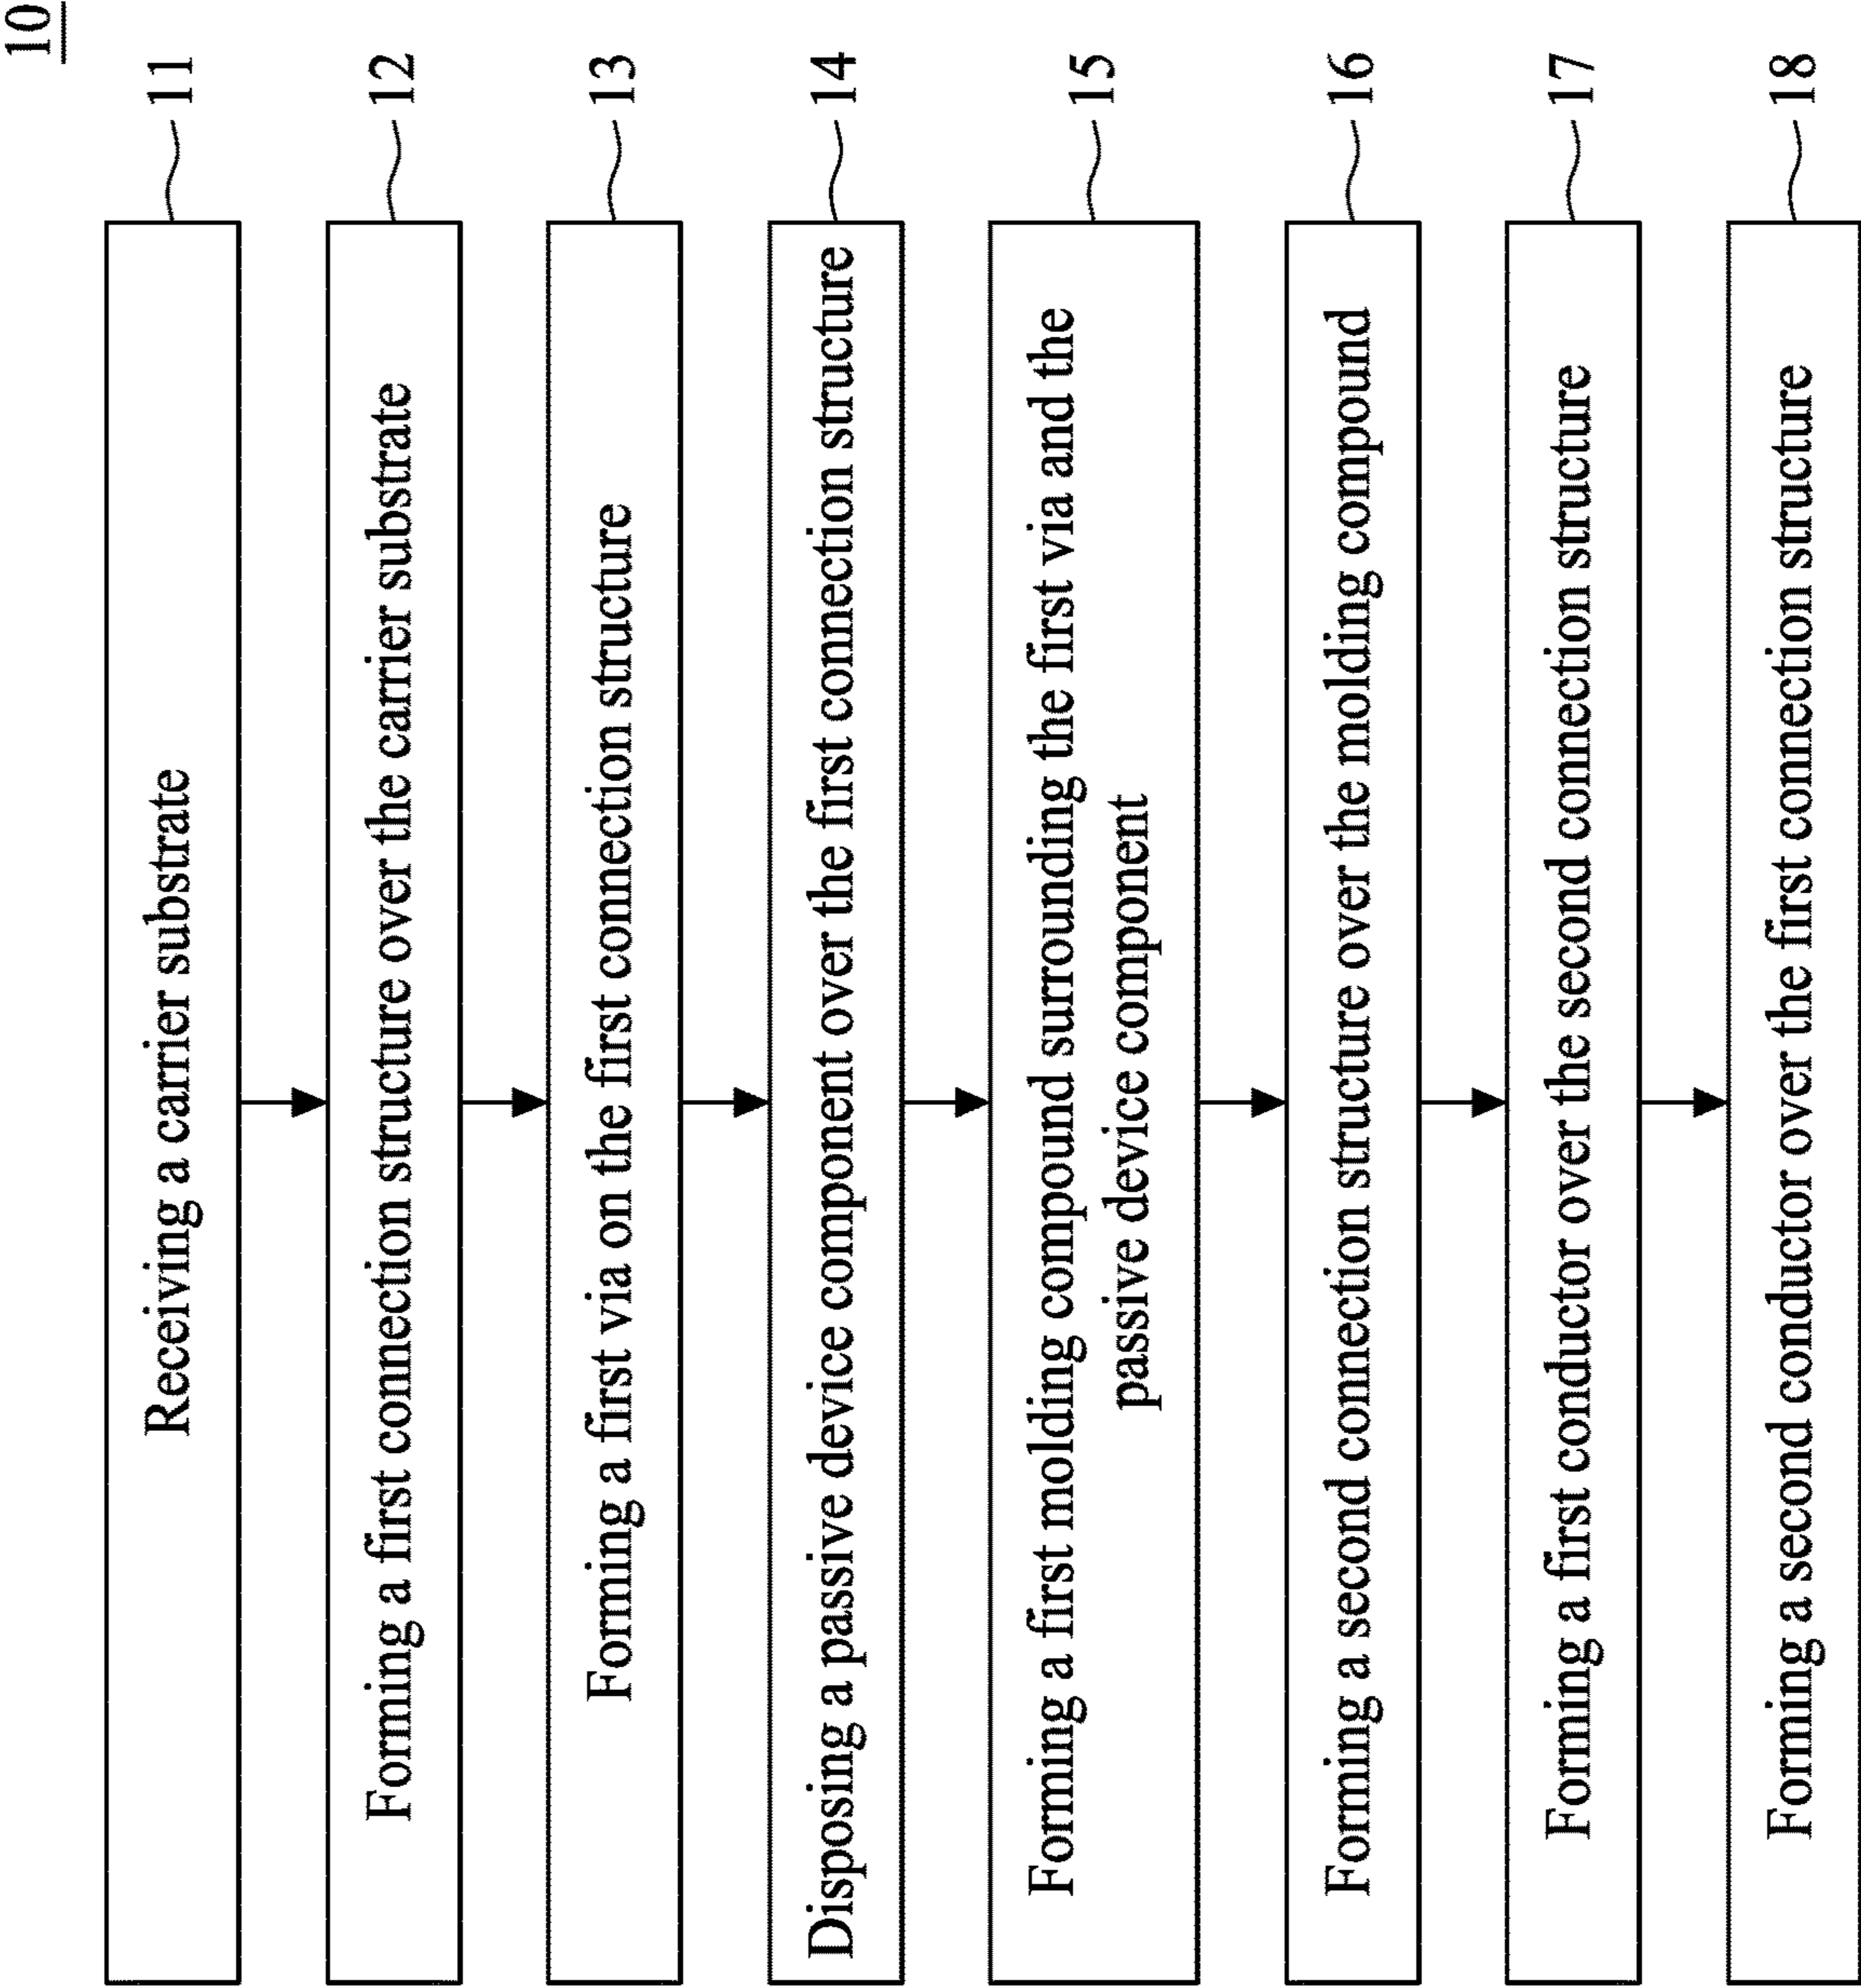 10
Receiving a carrier substrate
11
Forming a first connection structure over the carrier substrate
12
Forming a first via on the first connection structure
13
Disposing a passive device component over the first connection structure
14
Forming a first molding compound surrounding the first via and the
passive device component
15
Forming a second connection structure over the molding compound
16
Forming a first conductor over the second connection structure
17
Forming a second conductor over the first connection structure
18